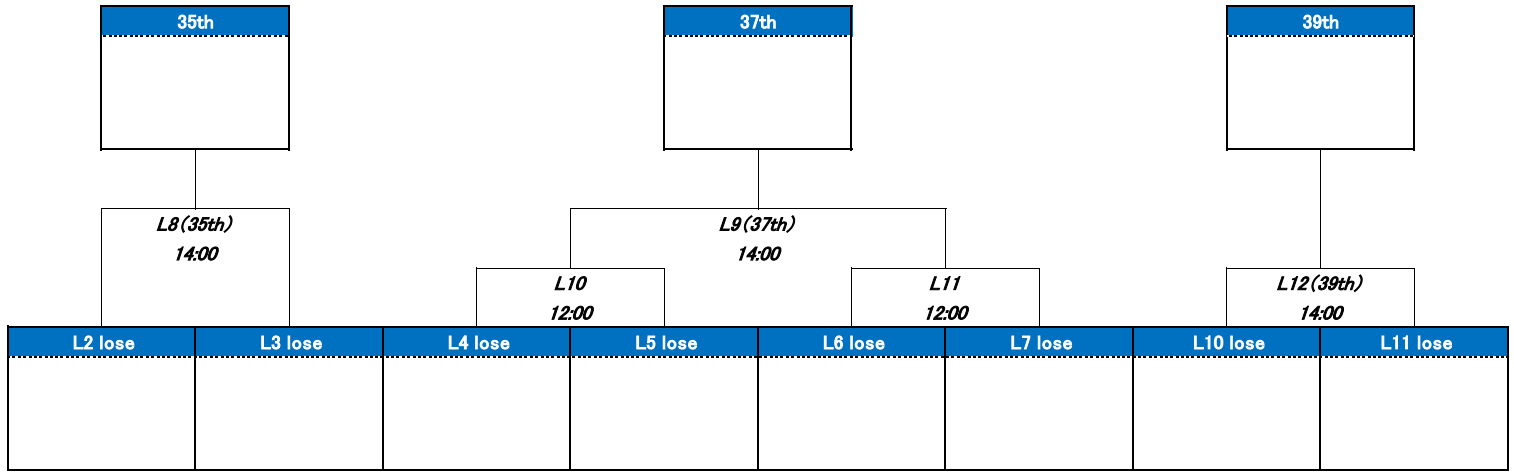 35th
37th
39th
L8(35th)
14:00
L9(37th)
14:00
L10
12:00
L11
12:00
L12(39th)
14:00
L2 lose
L3 lose
L4 lose
L5 lose
L6 lose
L7 lose
L10 lose
L11 lose